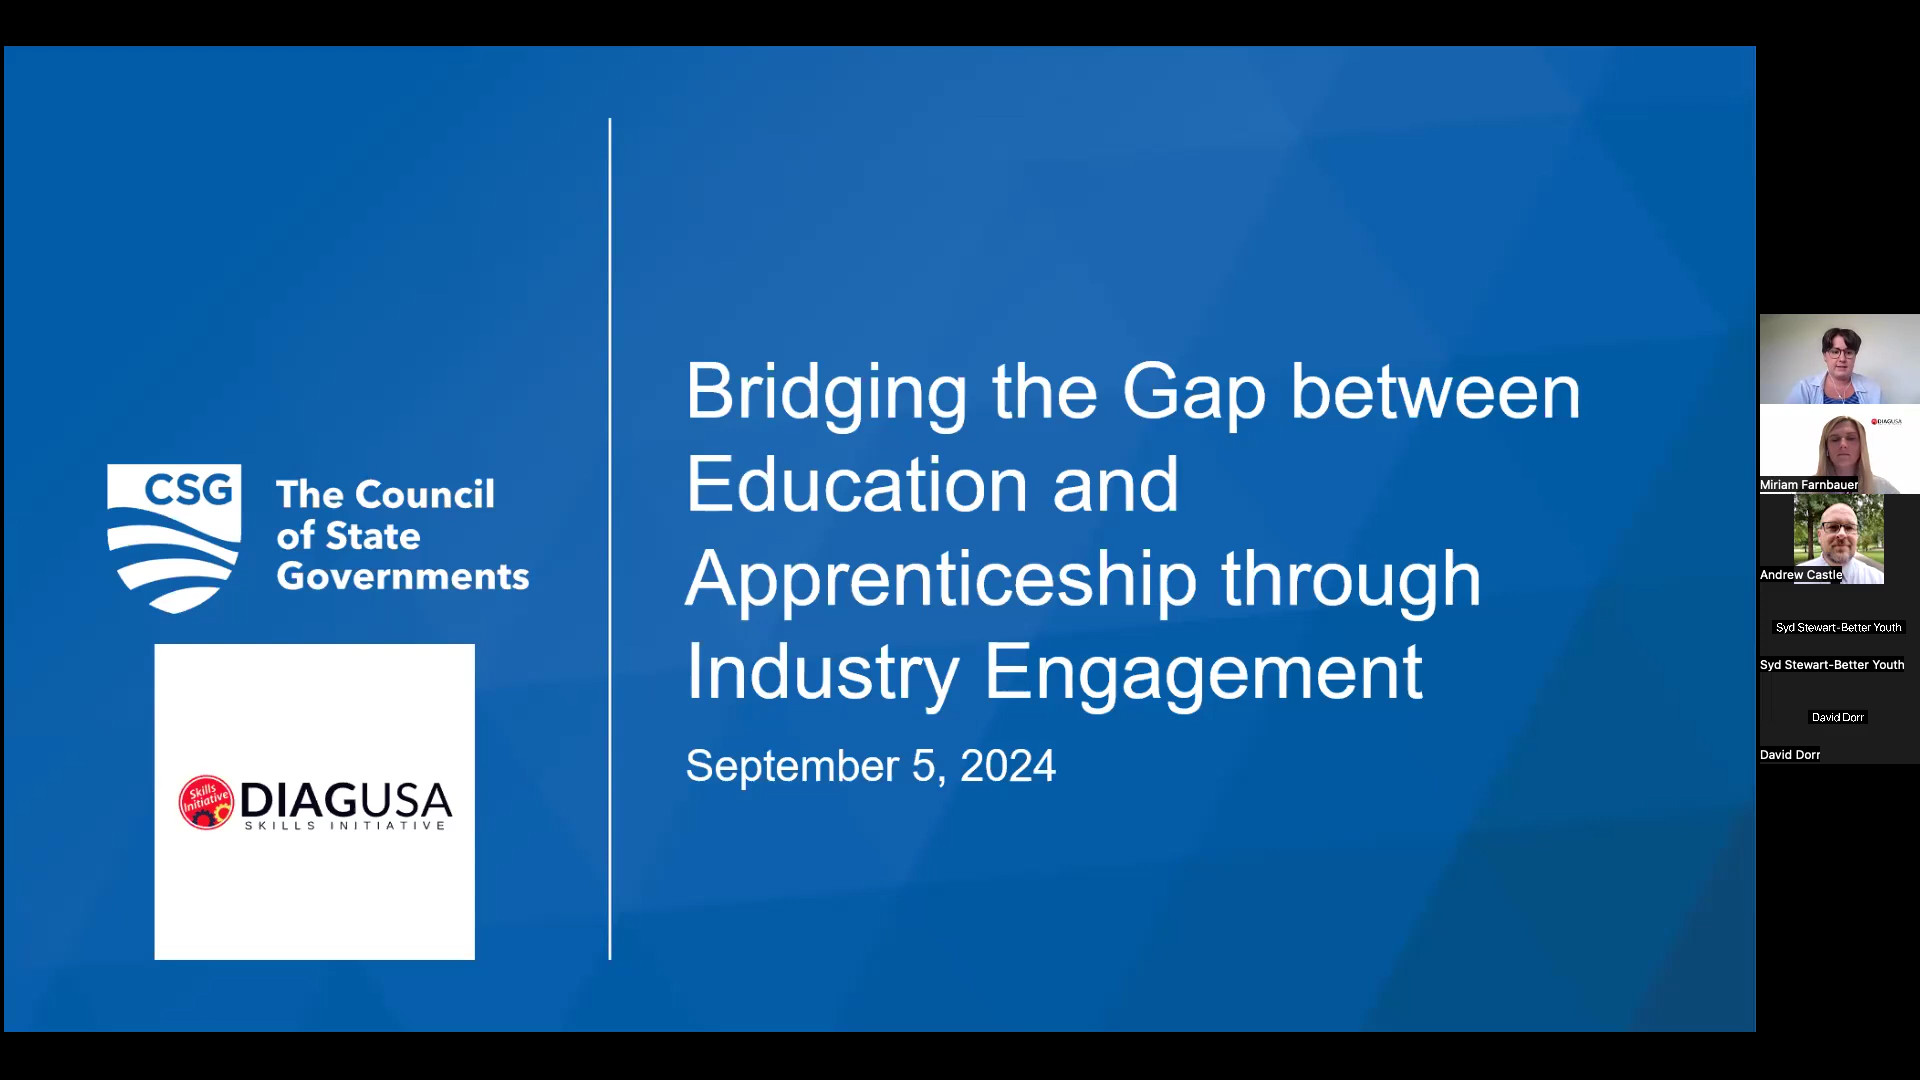 CSG
The Council
of State
Governments
Skills
Initiative
DIAGUSA
SKILLS INITIATIVE
Bridging the Gap between
Education and
Apprenticeship through
Industry Engagement
September 5, 2024
DIAGUSA
Miriam Farnbauer
Andrew Castle
Syd Stewart-Better Youth
Syd Stewart-Better Youth
David Dorr
David Dorr